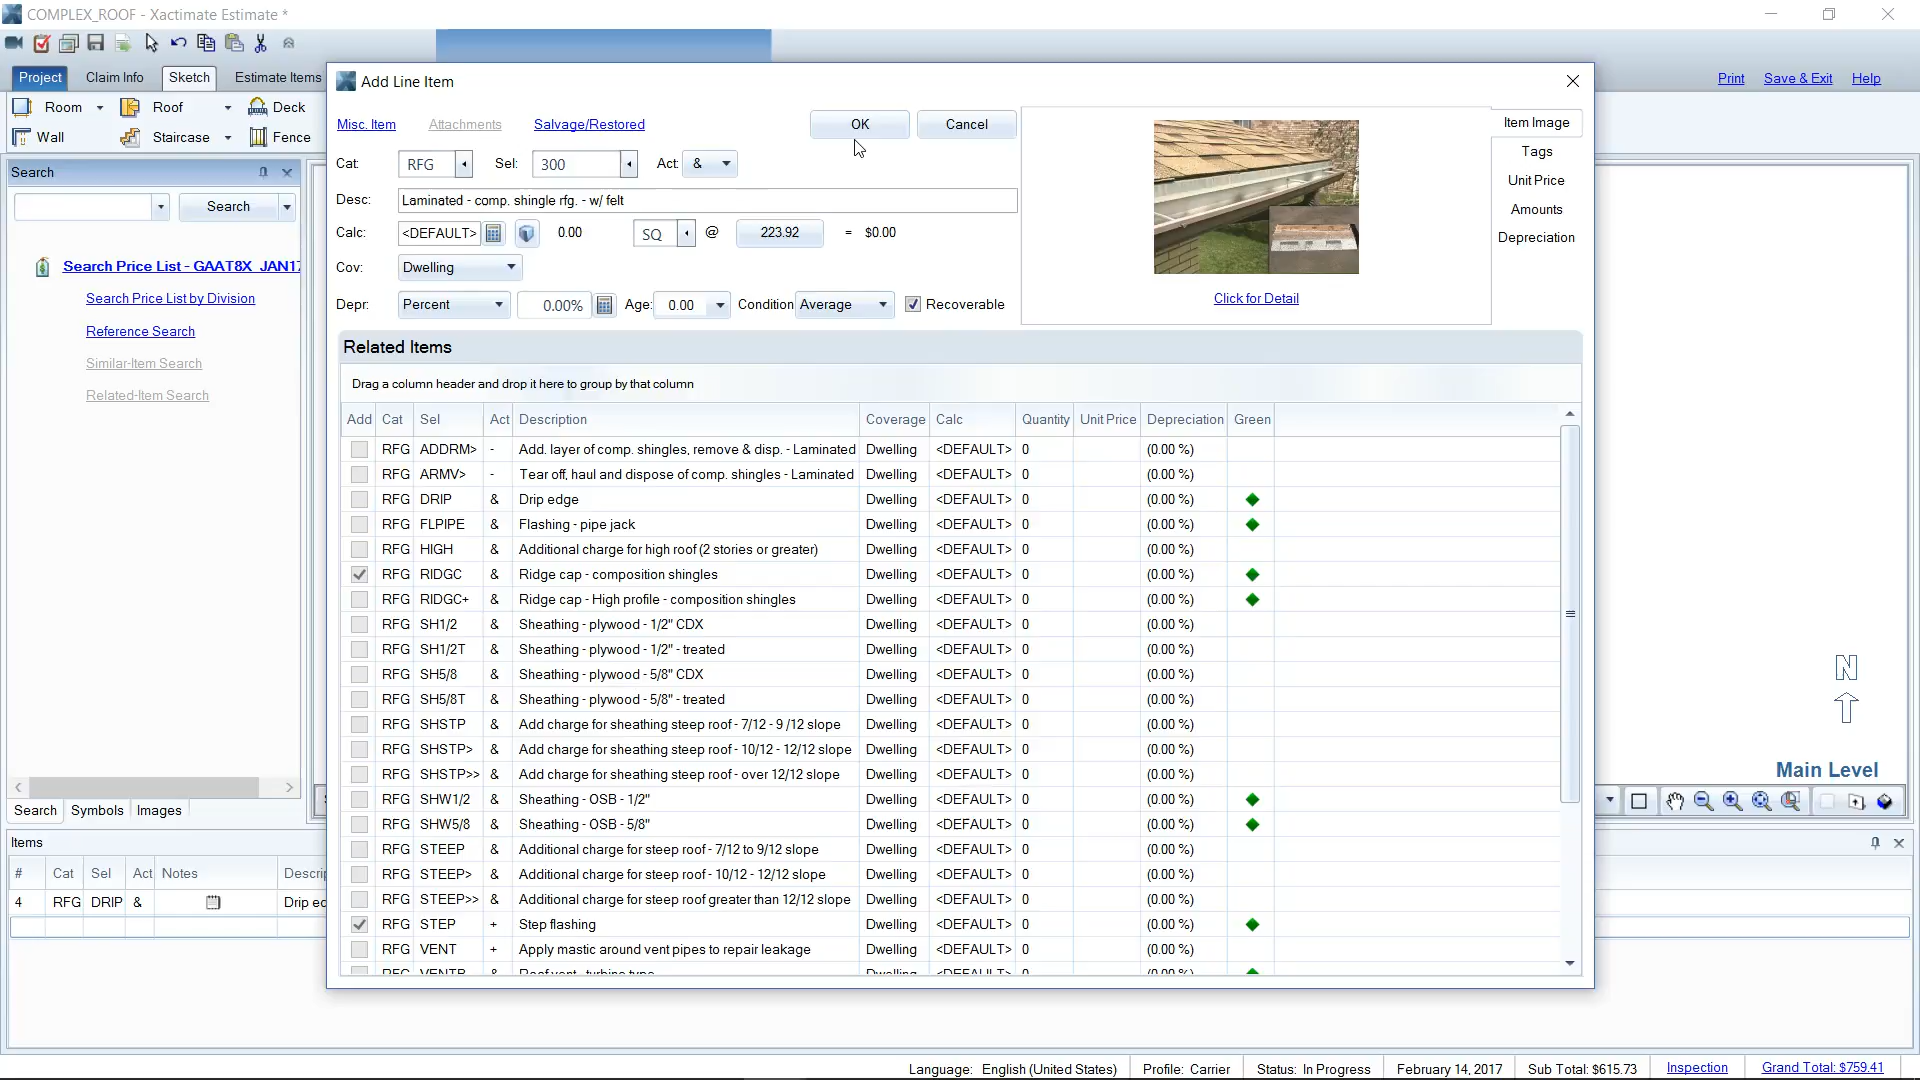 COMPLEX_ROOF - Xactimate Estimate *
Project Claim Info Sketch Estimate Items
Print Save & Exit Help
Room Roof Deck
Wall Staircase Fence
Search
Search
Search Price List - GAAT8X_JAN17
Search Price List by Division
Reference Search
Similar-Item Search
Related-Item Search
Search Symbols Images
Add Line Item
Misc. Item Attachments Salvage/Restored OK Cancel
Cat: RFG Sel: 300 Act: &
Desc: Laminated - comp. shingle rfg. - w/ felt
Calc: <DEFAULT> 0.00 SQ @ 223.92 = $0.00
Cov: Dwelling
Depr: Percent 0.00% Age: 0.00 Condition Average Recoverable
Click for Detail
Item Image
Tags
Unit Price
Amounts
Depreciation
Related Items
Drag a column header and drop it here to group by that column
Add Cat Sel Act Description Coverage Calc Quantity Unit Price Depreciation Green
RFG ADDRM> - Add. layer of comp. shingles, remove & disp. - Laminated Dwelling <DEFAULT> 0 (0.00 %)
RFG ARMV> - Tear off, haul and dispose of comp. shingles - Laminated Dwelling <DEFAULT> 0 (0.00 %)
RFG DRIP & Drip edge Dwelling <DEFAULT> 0 (0.00 %)
RFG FLPIPE & Flashing - pipe jack Dwelling <DEFAULT> 0 (0.00 %)
RFG HIGH & Additional charge for high roof (2 stories or greater) Dwelling <DEFAULT> 0 (0.00 %)
RFG RIDGC & Ridge cap - composition shingles Dwelling <DEFAULT> 0 (0.00 %)
RFG RIDGC+ & Ridge cap - High profile - composition shingles Dwelling <DEFAULT> 0 (0.00 %)
RFG SH1/2 & Sheathing - plywood - 1/2" CDX Dwelling <DEFAULT> 0 (0.00 %)
RFG SH1/2T & Sheathing - plywood - 1/2" - treated Dwelling <DEFAULT> 0 (0.00 %)
RFG SH5/8 & Sheathing - plywood - 5/8" CDX Dwelling <DEFAULT> 0 (0.00 %)
RFG SH5/8T & Sheathing - plywood - 5/8" - treated Dwelling <DEFAULT> 0 (0.00 %)
RFG SHSTP & Add charge for sheathing steep roof - 7/12 - 9 /12 slope Dwelling <DEFAULT> 0 (0.00 %)
RFG SHSTP> & Add charge for sheathing steep roof - 10/12 - 12/12 slope Dwelling <DEFAULT> 0 (0.00 %)
RFG SHSTP>> & Add charge for sheathing steep roof - over 12/12 slope Dwelling <DEFAULT> 0 (0.00 %)
RFG SHW1/2 & Sheathing - OSB - 1/2" Dwelling <DEFAULT> 0 (0.00 %)
RFG SHW5/8 & Sheathing - OSB - 5/8" Dwelling <DEFAULT> 0 (0.00 %)
RFG STEEP & Additional charge for steep roof - 7/12 to 9/12 slope Dwelling <DEFAULT> 0 (0.00 %)
RFG STEEP> & Additional charge for steep roof - 10/12 - 12/12 slope Dwelling <DEFAULT> 0 (0.00 %)
RFG STEEP>> & Additional charge for steep roof greater than 12/12 slope Dwelling <DEFAULT> 0 (0.00 %)
RFG STEP + Step flashing Dwelling <DEFAULT> 0 (0.00 %)
RFG VENT + Apply mastic around vent pipes to repair leakage Dwelling <DEFAULT> 0 (0.00 %)
N
Main Level
Items
# Cat Sel Act Notes Descrip
4 RFG DRIP & Drip ed
Language: English (United States) Profile: Carrier Status: In Progress February 14, 2017 Sub Total: $615.73 Inspection Grand Total: $759.41